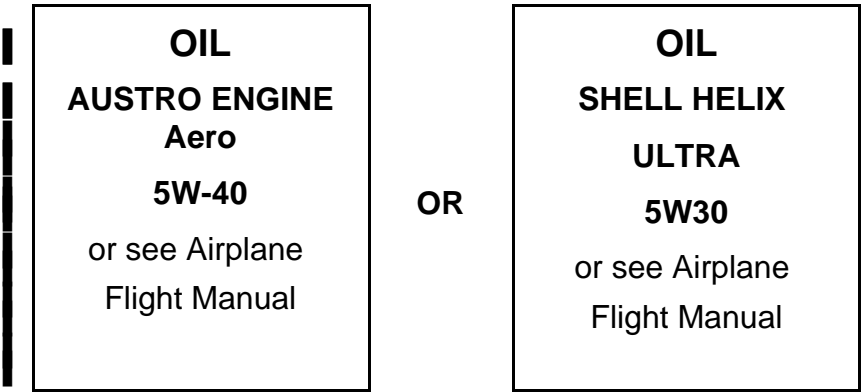 OIL
AUSTRO ENGINE
Aero
5W-40
or see Airplane
Flight Manual
OR
OIL
SHELL HELIX
ULTRA
5W30
or see Airplane
Flight Manual